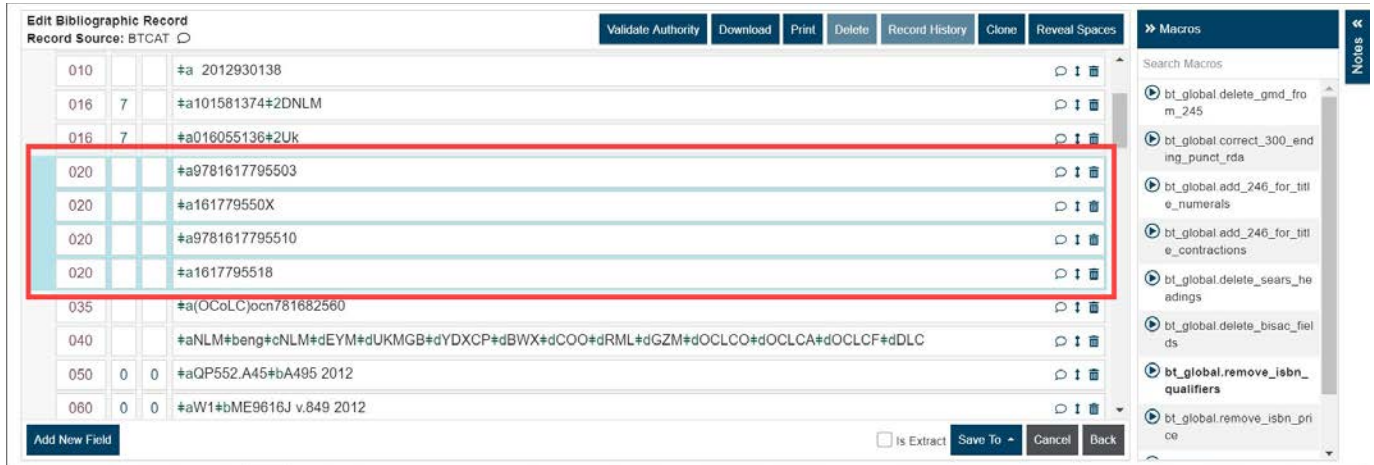 Edit Bibliographic Record
Record Source: BTCAT
Validate Authority Download Print Delete Record History Clone Reveal Spaces
010 ‡a 2012930138
016 7 ‡a101581374‡2DNLM
016 7 ‡a016055136‡2Uk
020 ‡a9781617795503
020 ‡a161779550X
020 ‡a9781617795510
020 ‡a1617795518
035 ‡a(OCoLC)ocn781682560
040 ‡aNLM‡beng‡cNLM‡dEYM‡dUKMGB‡dYDXCP‡dBWX‡dCOO‡dRML‡dGZM‡dOCLCO‡dOCLCA‡dOCLCF‡dDLC
050 0 0 ‡aQP552.A45‡bA495 2012
060 0 0 ‡aW1‡bME9616J v.849 2012
Add New Field Is Extract Save To Cancel Back
» Macros
Search Macros
bt_global.delete_gmd_fro
m_245
bt_global.correct_300_end
ing_punct_rda
bt_global.add_246_for_titl
e_numerals
bt_global.add_246_for_titl
e_contractions
bt_global.delete_sears_he
adings
bt_global.delete_bisac_fiel
ds
bt_global.remove_isbn_
qualifiers
bt_global.remove_isbn_pri
ce
« Notes